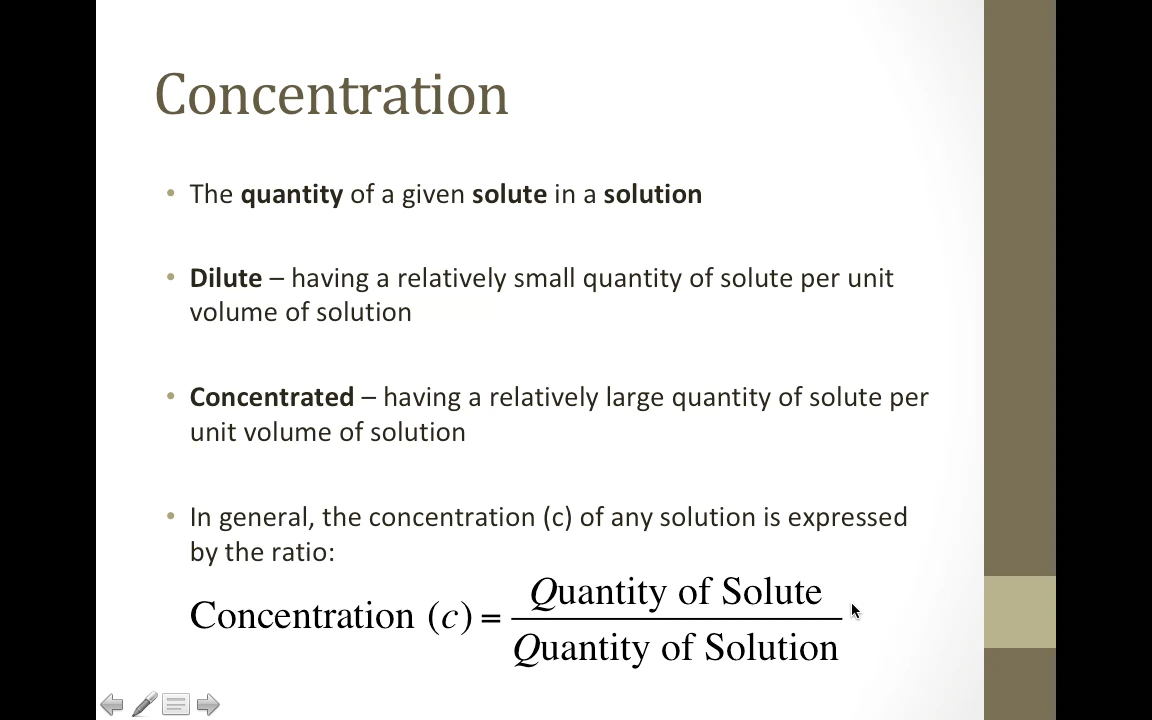 Concentration
• The quantity of a given solute in a solution
• Dilute – having a relatively small quantity of solute per unit
volume of solution
• Concentrated – having a relatively large quantity of solute per
unit volume of solution
• In general, the concentration (c) of any solution is expressed
by the ratio:
Concentration (c) = Quantity of Solute / Quantity of Solution